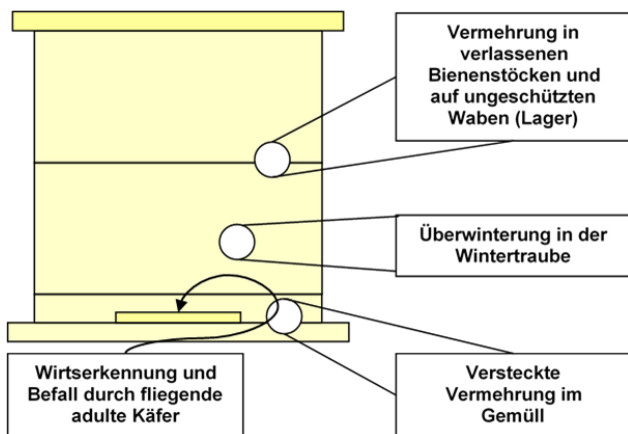 Vermehrung in
verlassenen
Bienenstöcken und
auf ungeschützten
Waben (Lager)
Überwinterung in der
Wintertraube
Wirtserkennung und
Befall durch fliegende
adulte Käfer
Versteckte
Vermehrung im
Gemüll